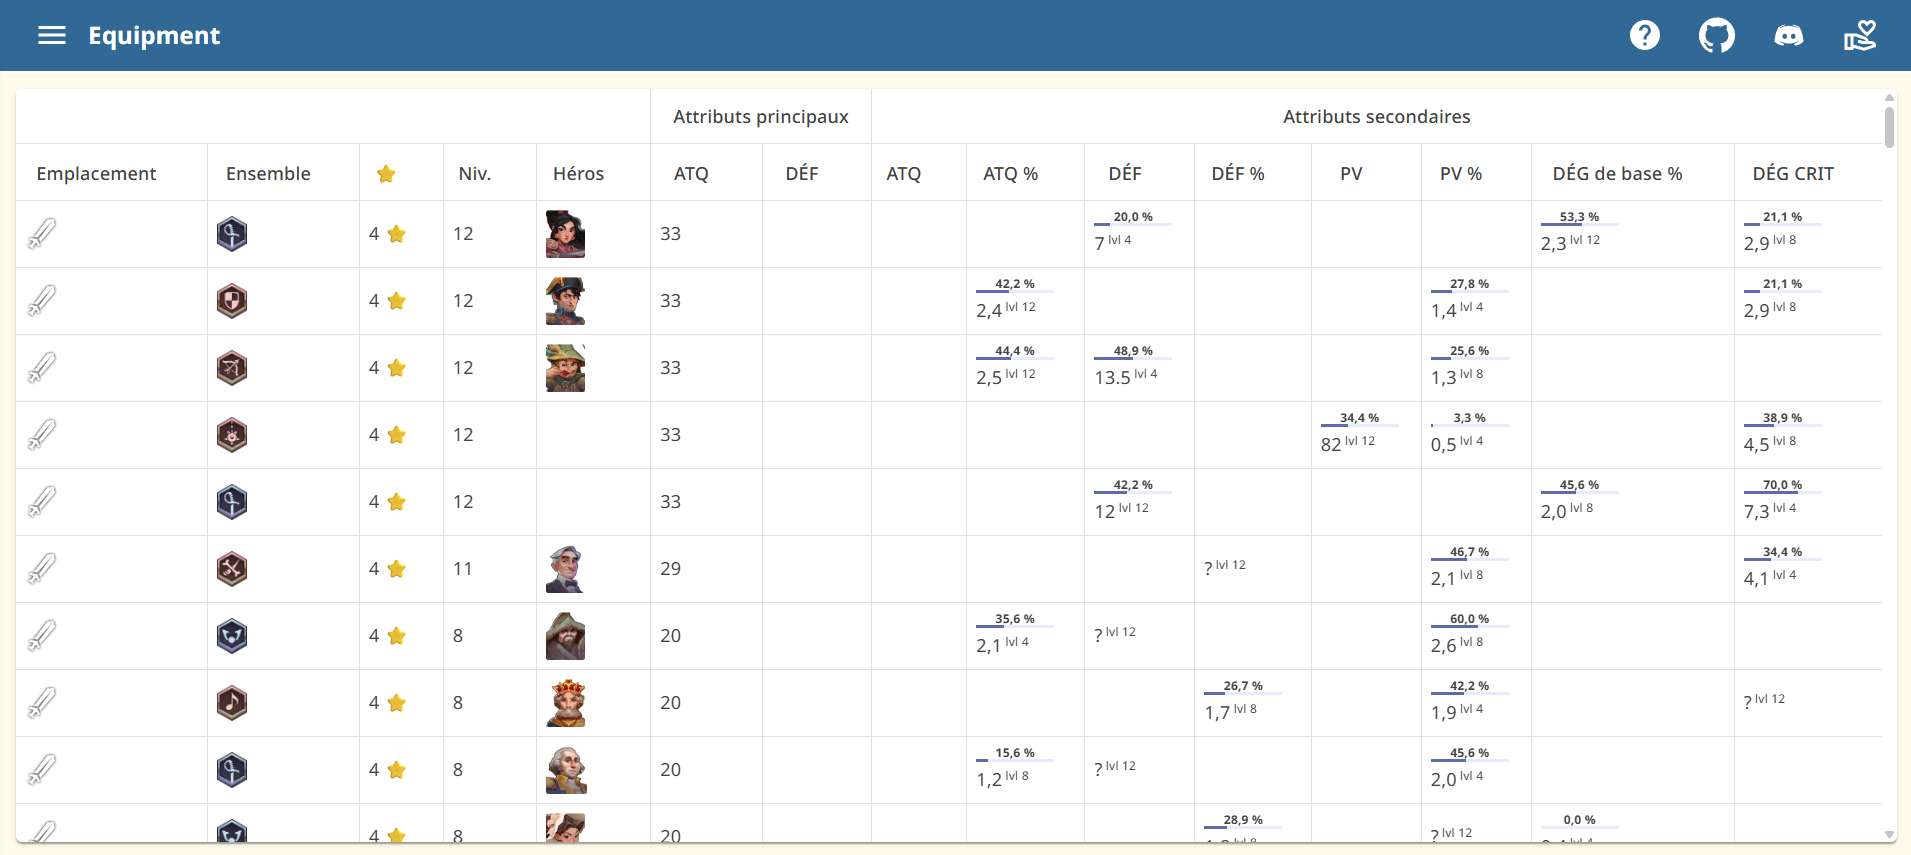 Equipment
Attributs principaux Attributs secondaires
Emplacement Ensemble Niv. Héros ATQ DÉF ATQ ATQ % DÉF DÉF % PV PV % DÉG de base % DÉG CRIT
4 12 33 20,0 % 7 lvl 4 53,3 % 2,3 lvl 12 21,1 % 2,9 lvl 8
4 12 33 42,2 % 2,4 lvl 12 27,8 % 1,4 lvl 4 21,1 % 2,9 lvl 8
4 12 33 44,4 % 2,5 lvl 12 48,9 % 13.5 lvl 4 25,6 % 1,3 lvl 8
4 12 33 34,4 % 82 lvl 12 3,3 % 0,5 lvl 4 38,9 % 4,5 lvl 8
4 12 33 42,2 % 12 lvl 12 45,6 % 2,0 lvl 8 70,0 % 7,3 lvl 4
4 11 29 ? lvl 12 46,7 % 2,1 lvl 8 34,4 % 4,1 lvl 4
4 8 20 35,6 % 2,1 lvl 4 ? lvl 12 60,0 % 2,6 lvl 8
4 8 20 26,7 % 1,7 lvl 8 42,2 % 1,9 lvl 4 ? lvl 12
4 8 20 15,6 % 1,2 lvl 8 ? lvl 12 45,6 % 2,0 lvl 4
4 8 20 28,9 % ? lvl 12 0,0 %